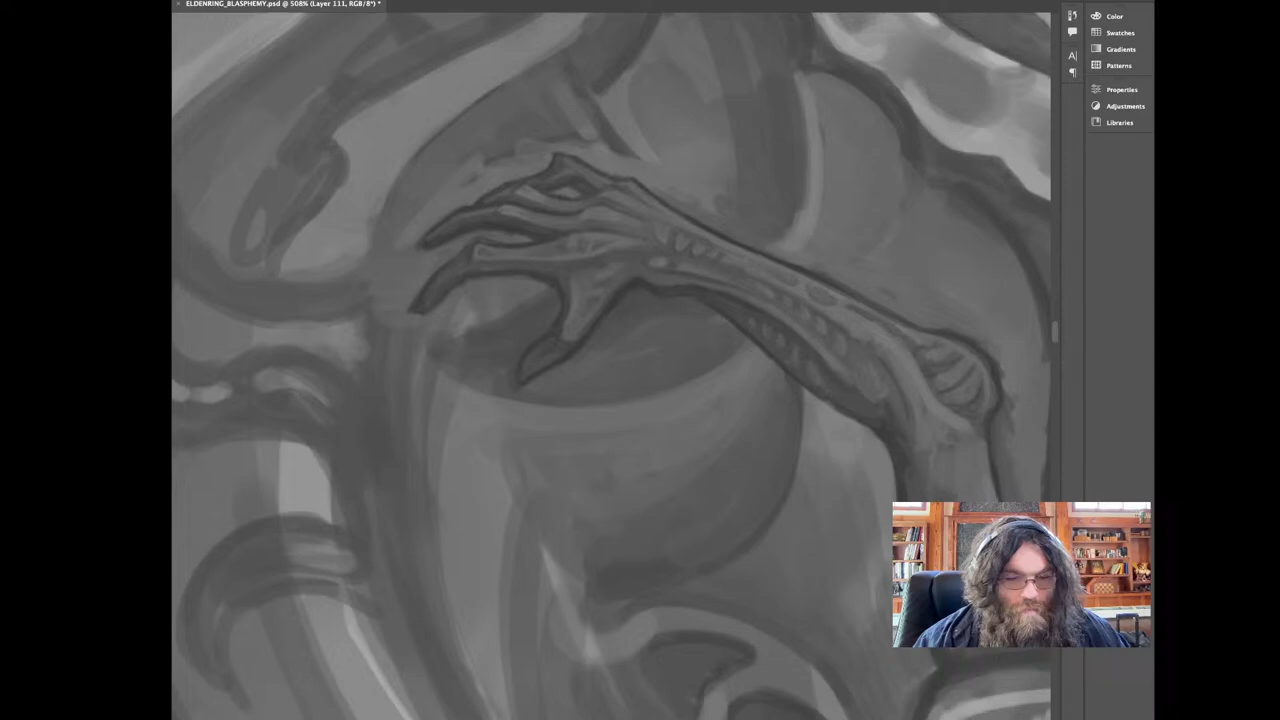 × ELDENRING_BLASPHEMY.psd @ 508% (Layer 111, RGB/8*) *
Color
Swatches
Gradients
Patterns
Properties
Adjustments
Libraries